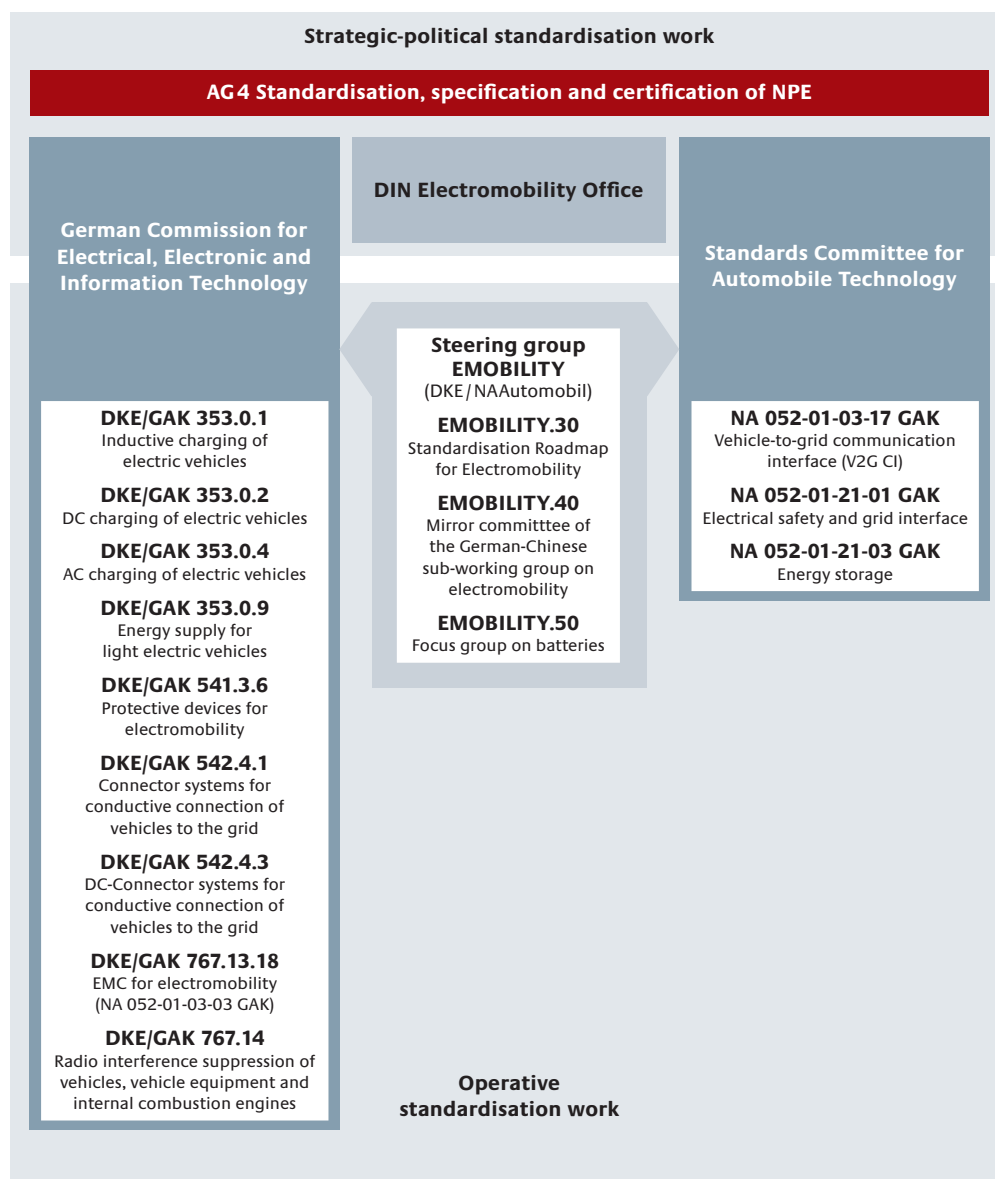 Strategic-political standardisation work
AG 4 Standardisation, specification and certification of NPE
German Commission for
Electrical, Electronic and
Information Technology
DKE/GAK 353.0.1
Inductive charging of
electric vehicles
DKE/GAK 353.0.2
DC charging of electric vehicles
DKE/GAK 353.0.4
AC charging of electric vehicles
DKE/GAK 353.0.9
Energy supply for
light electric vehicles
DKE/GAK 541.3.6
Protective devices for
electromobility
DKE/GAK 542.4.1
Connector systems for
conductive connection of
vehicles to the grid
DKE/GAK 542.4.3
DC-Connector systems for
conductive connection of
vehicles to the grid
DKE/GAK 767.13.18
EMC for electromobility
(NA 052-01-03-03 GAK)
DKE/GAK 767.14
Radio interference suppression of
vehicles, vehicle equipment and
internal combustion engines
DIN Electromobility Office
Steering group
EMOBILITY
(DKE / NAAutomobil)
EMOBILITY.30
Standardisation Roadmap
for Electromobility
EMOBILITY.40
Mirror committtee of
the German-Chinese
sub-working group on
electromobility
EMOBILITY.50
Focus group on batteries
Standards Committee for
Automobile Technology
NA 052-01-03-17 GAK
Vehicle-to-grid communication
interface (V2G CI)
NA 052-01-21-01 GAK
Electrical safety and grid interface
NA 052-01-21-03 GAK
Energy storage
Operative
standardisation work